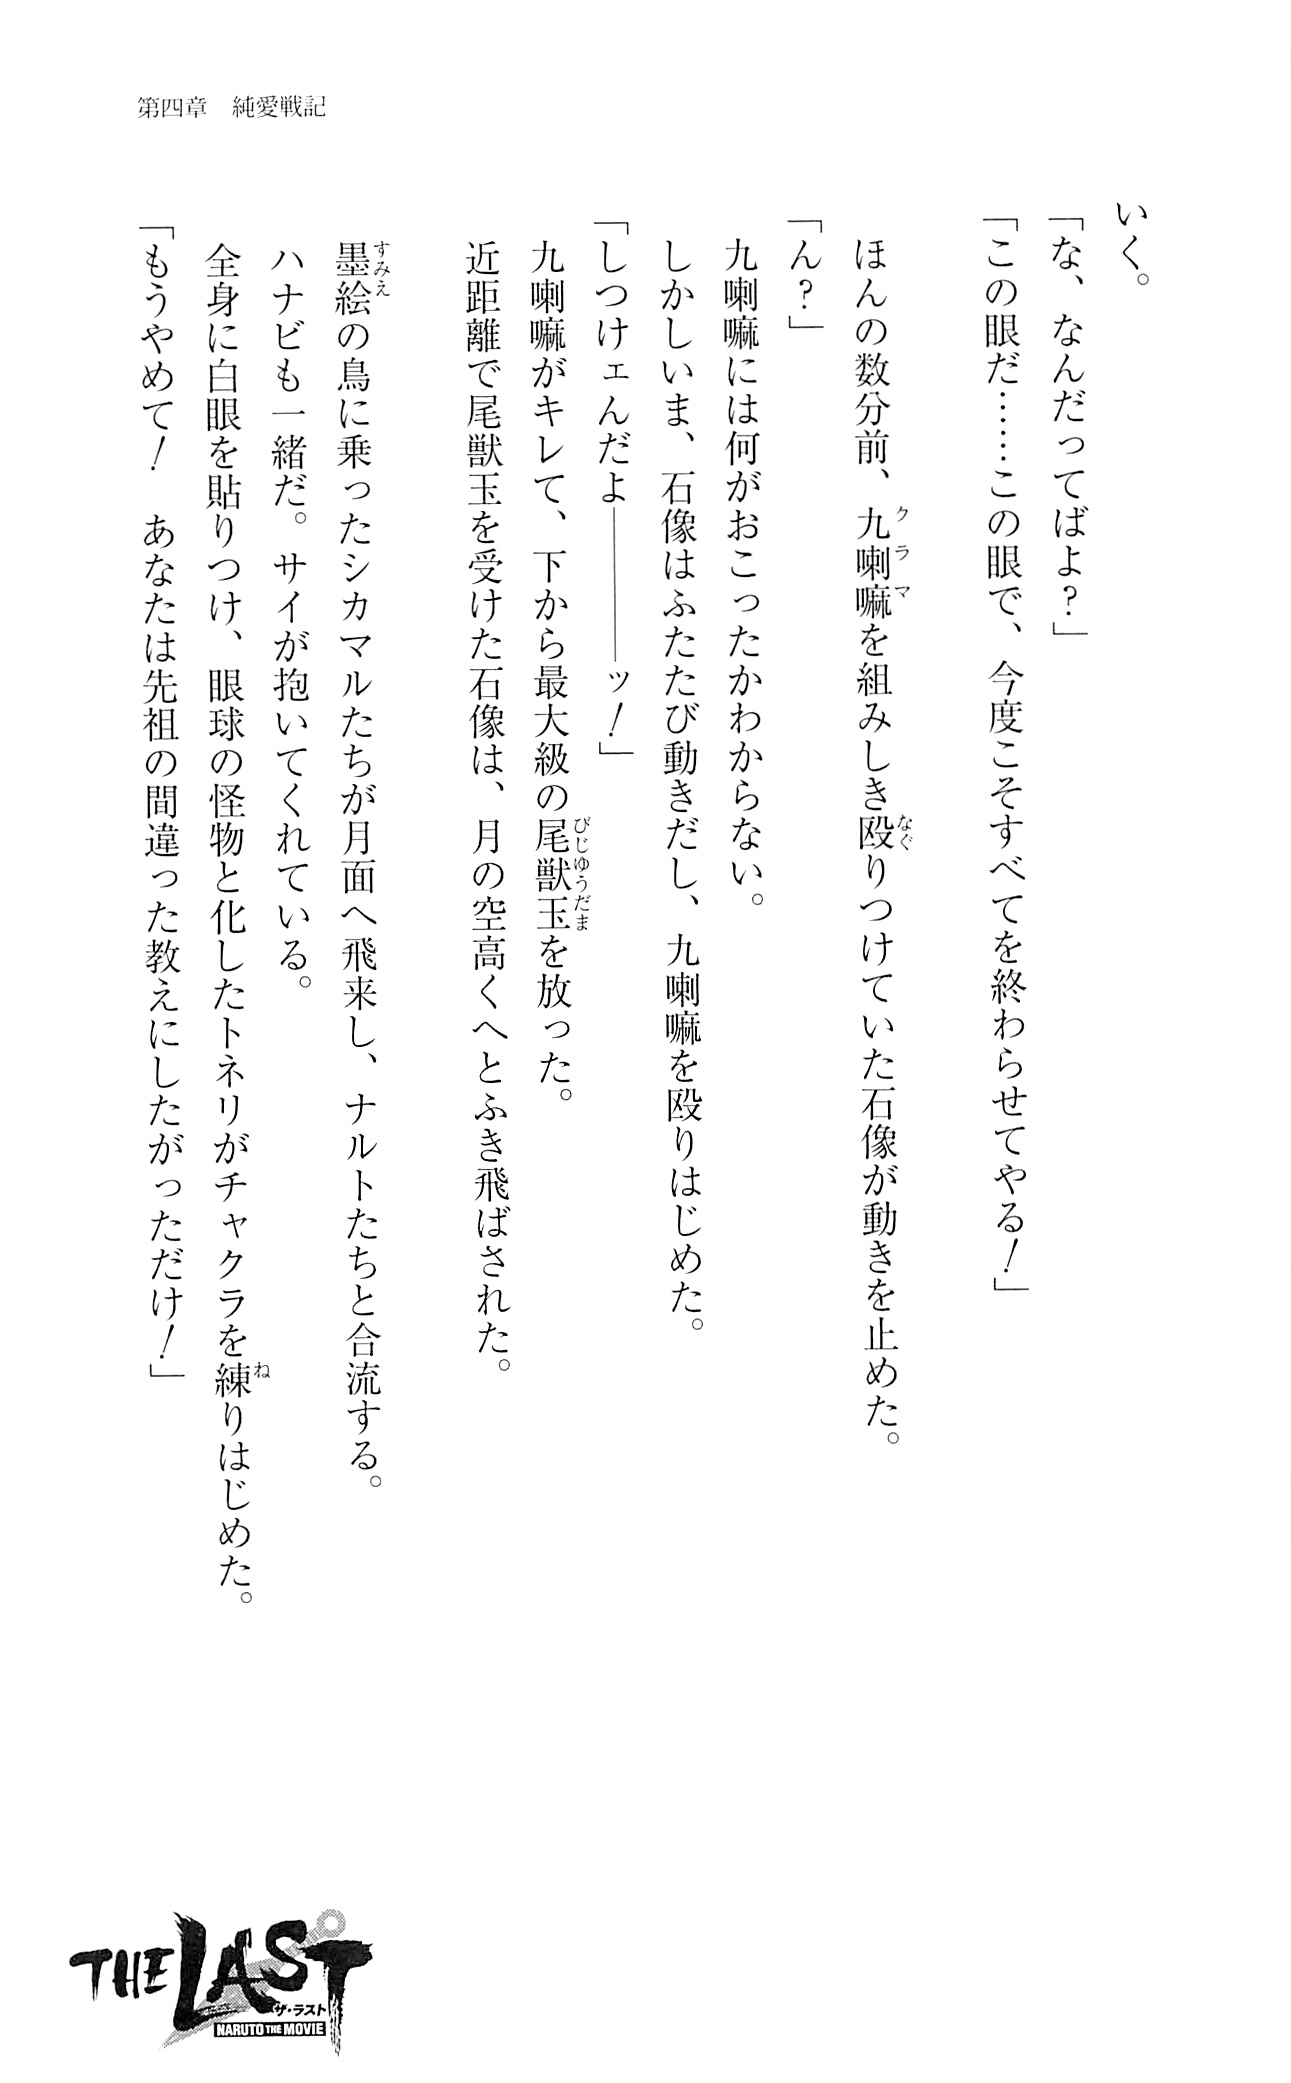 第四章　純愛戦記
いく。
「な、なんだってばよ？」
「この眼だ……この眼で、今度こそすべてを終わらせてやる！」
ほんの数分前、九喇嘛を組みしき殴りつけていた石像が動きを止めた。
クラマ
なぐ
「ん？」
九喇嘛には何がおこったかわからない。
しかしいま、石像はふたたび動きだし、九喇嘛を殴りはじめた。
「しつけェんだよ————ッ！」
九喇嘛がキレて、下から最大級の尾獣玉を放った。
びじゆうだま
近距離で尾獣玉を受けた石像は、月の空高くへとふき飛ばされた。
墨絵の鳥に乗ったシカマルたちが月面へ飛来し、ナルトたちと合流する。
すみえ
ハナビも一緒だ。サイが抱いてくれている。
全身に白眼を貼りつけ、眼球の怪物と化したトネリがチャクラを練りはじめた。
ね
「もうやめて！　あなたは先祖の間違った教えにしたがっただけ！」
THE LAST
ザ・ラスト
NARUTO THE MOVIE